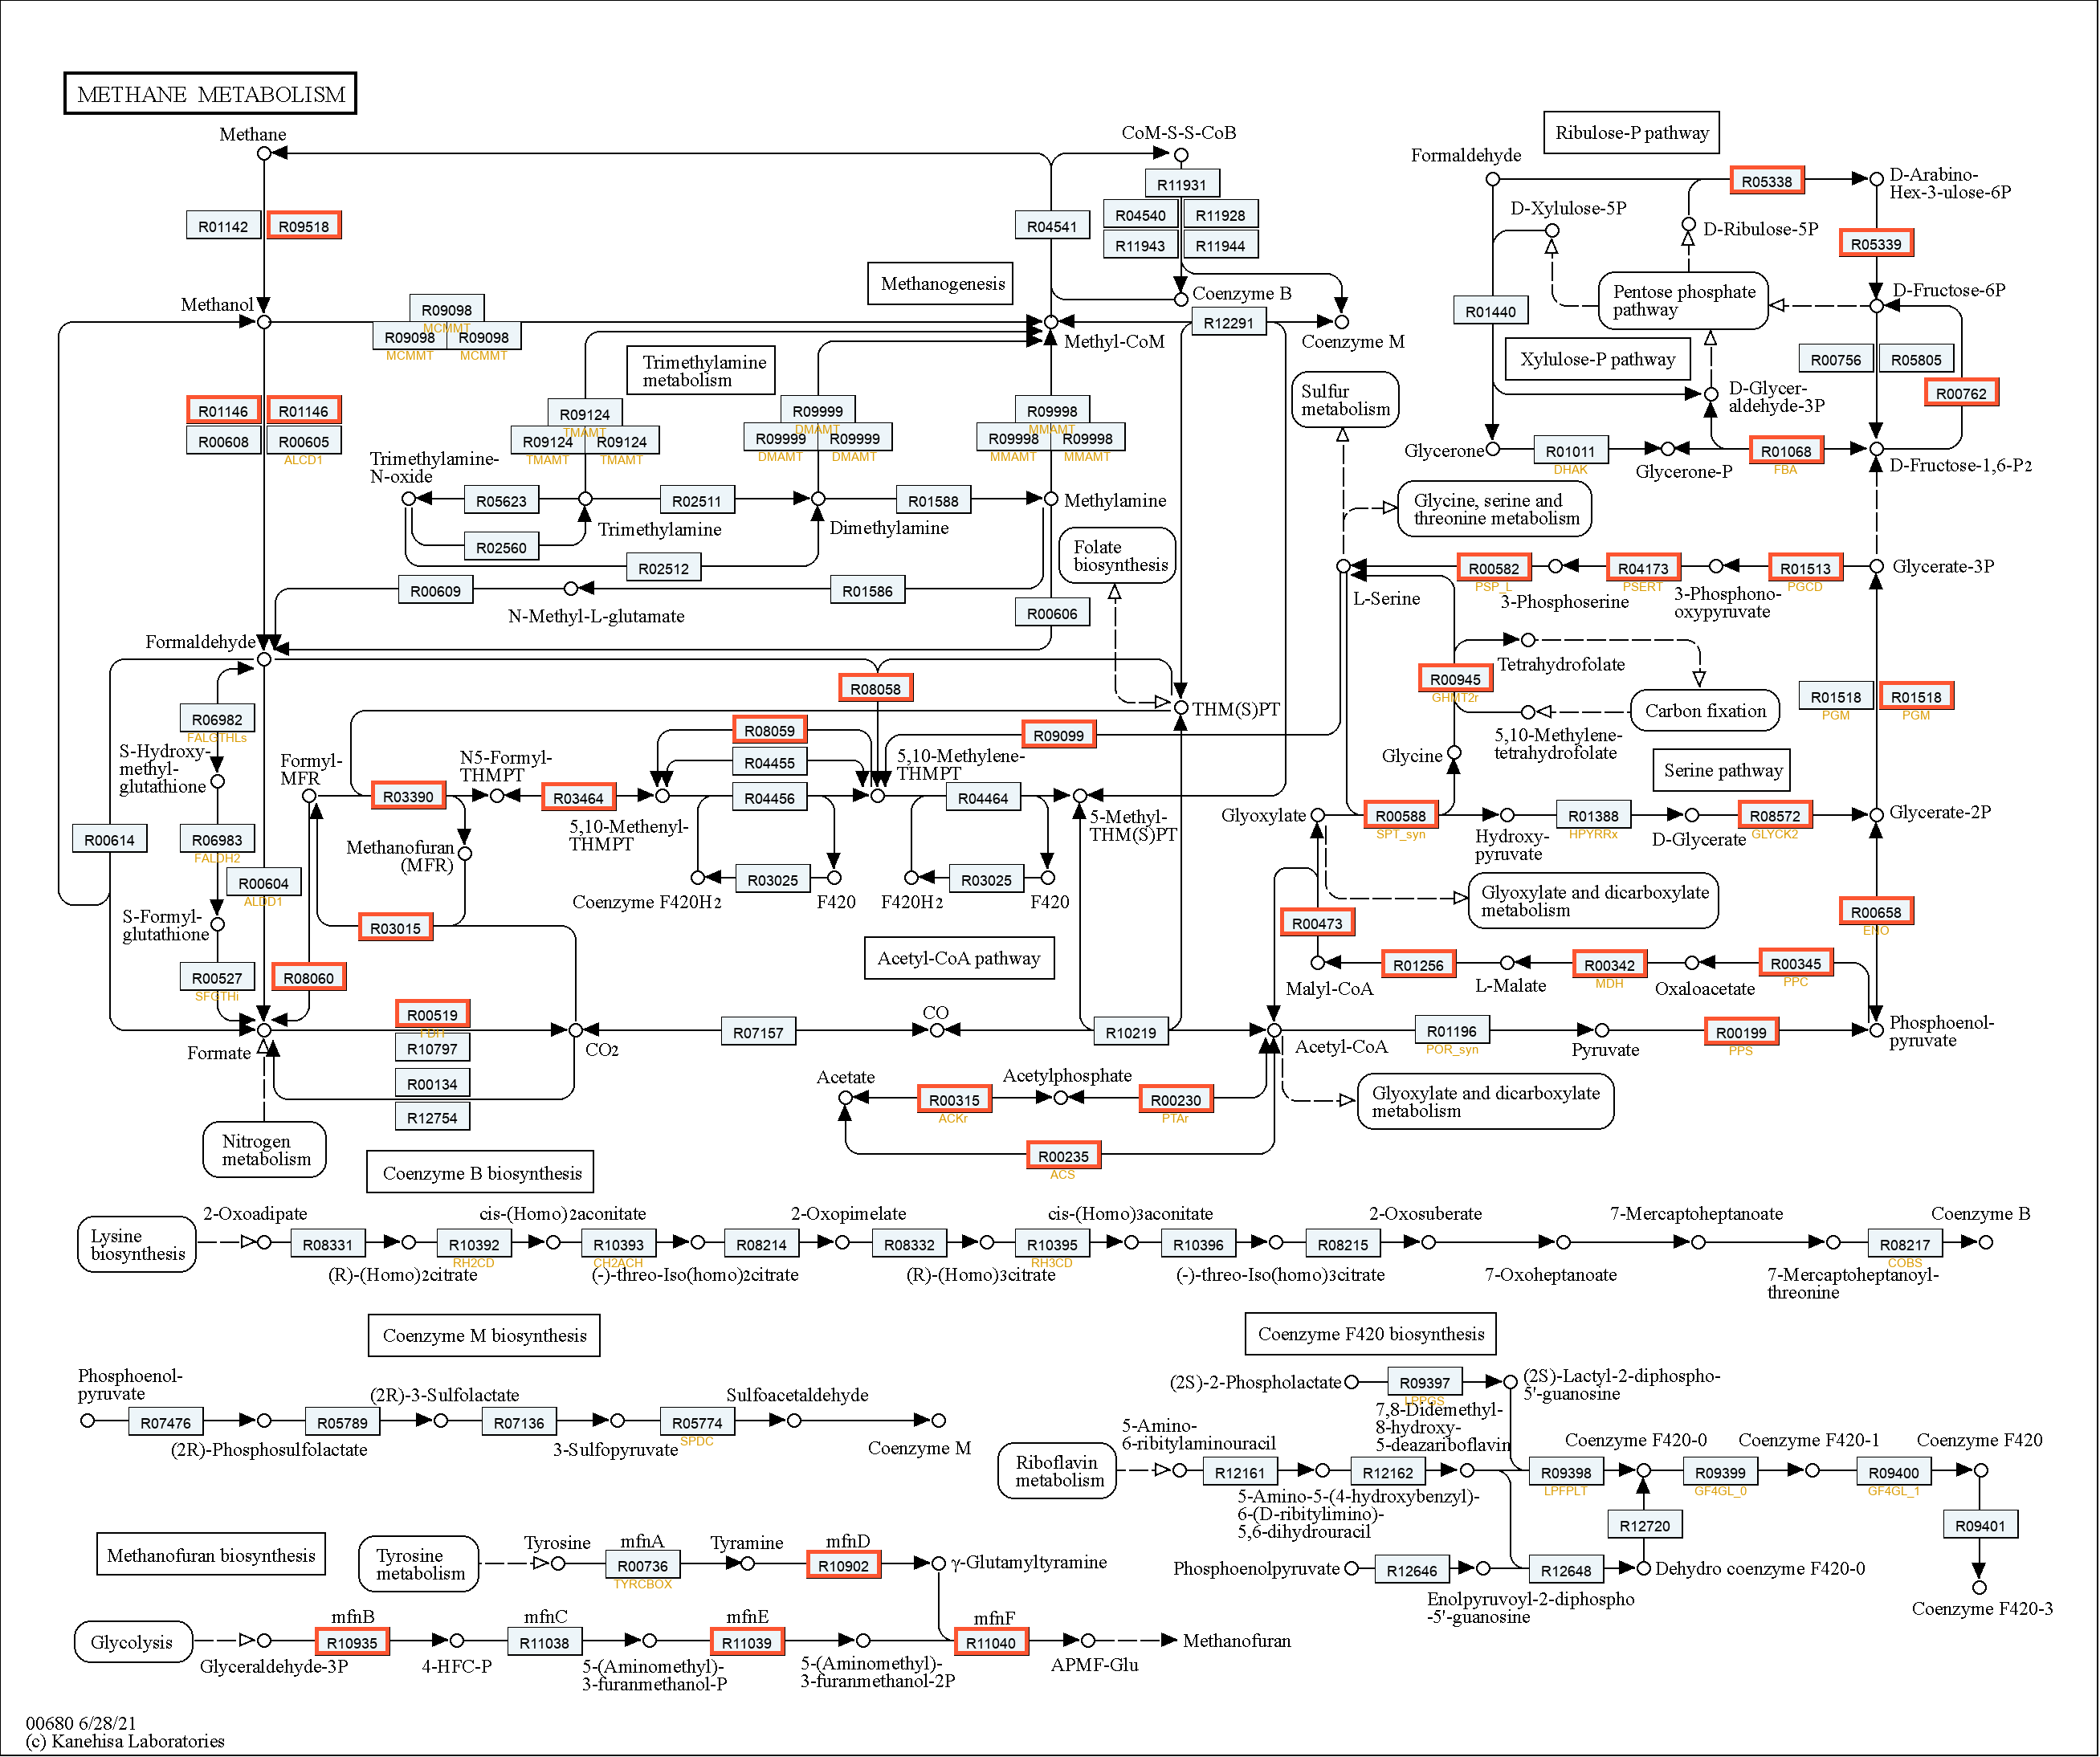 METHANE METABOLISM
Methane
CoM-S-S-CoB
Ribulose-P pathway
Formaldehyde
R11931
R05338
D-Arabino-
Hex-3-ulose-6P
R01142
R09518
R04541
R04540
R11928
D-Xylulose-5P
D-Ribulose-5P
R11943
R11944
R05339
Methanogenesis
Methanol
Coenzyme B
Pentose phosphate
pathway
D-Fructose-6P
R09098
MCMMT
R09098
R09098
MCMMT
MCMMT
R12291
R01440
Methyl-CoM
Coenzyme M
Trimethylamine
metabolism
Xylulose-P pathway
R00756
R05805
Sulfur
metabolism
D-Glycer-
aldehyde-3P
R00762
R01146
R01146
R09124
TMAMT
R09999
DMAMT
R09998
MMAMT
R00608
R00605
ALCD1
R09124
R09124
TMAMT
TMAMT
R09999
R09999
DMAMT
DMAMT
R09998
R09998
MMAMT
MMAMT
Glycerone
R01011
DHAK
Glycerone-P
R01068
FBA
D-Fructose-1,6-P2
Trimethylamine-
N-oxide
R05623
R02511
R01588
Methylamine
Trimethylamine
Dimethylamine
Glycine, serine and
threonine metabolism
R02560
R02512
Folate
biosynthesis
R00582
PSP_L
R04173
PSERT
R01513
PGCD
Glycerate-3P
L-Serine
3-Phosphoserine
3-Phosphono-
oxypyruvate
R00609
R01586
N-Methyl-L-glutamate
R00606
Formaldehyde
Tetrahydrofolate
R00945
GHMT2r
R08058
R01518
PGM
R01518
PGM
THM(S)PT
Carbon fixation
R06982
FALGTHLs
R08059
R09099
5,10-Methylene-
tetrahydrofolate
S-Hydroxy-
methyl-
glutathione
Formyl-
MFR
N5-Formyl-
THMPT
R04455
5,10-Methylene-
THMPT
Glycine
Serine pathway
R03390
R03464
R04456
R04464
R00614
R06983
FALDH2
5,10-Methenyl-
THMPT
5-Methyl-
THM(S)PT
Glyoxylate
R00588
SPT_syn
R01388
HPYRRx
R08572
GLYCK2
Glycerate-2P
Hydroxy-
pyruvate
D-Glycerate
Methanofuran
(MFR)
R00604
ALDD1
R03025
R03025
Coenzyme F420H2
F420
F420H2
F420
Glyoxylate and dicarboxylate
metabolism
S-Formyl-
glutathione
R03015
R00473
R00658
ENO
Acetyl-CoA pathway
R00527
SFGTHi
R08060
R01256
R00342
MDH
R00345
PPC
Malyl-CoA
L-Malate
Oxaloacetate
R00519
FDH
CO
R07157
R10219
R01196
POR_syn
R00199
PPS
Phosphoenol-
pyruvate
Formate
R10797
CO2
Acetyl-CoA
Pyruvate
R00134
R12754
Acetate
Acetylphosphate
R00315
ACKr
R00230
PTAr
Glyoxylate and dicarboxylate
metabolism
Nitrogen
metabolism
R00235
ACS
Coenzyme B biosynthesis
2-Oxoadipate
cis-(Homo)2aconitate
2-Oxopimelate
cis-(Homo)3aconitate
2-Oxosuberate
7-Mercaptoheptanoate
Coenzyme B
Lysine
biosynthesis
R08331
R10392
RH2CD
R10393
CH2ACH
R08214
R08332
R10395
RH3CD
R10396
R08215
R08217
COBS
(R)-(Homo)2citrate
(-)-threo-Iso(homo)2citrate
(R)-(Homo)3citrate
(-)-threo-Iso(homo)3citrate
7-Oxoheptanoate
7-Mercaptoheptanoyl-
threonine
Coenzyme M biosynthesis
Coenzyme F420 biosynthesis
Phosphoenol-
pyruvate
(2R)-3-Sulfolactate
Sulfoacetaldehyde
R07476
R05789
R07136
R05774
SPDC
(2R)-Phosphosulfolactate
3-Sulfopyruvate
Coenzyme M
(2S)-2-Phospholactate
R09397
LPPGS
(2S)-Lactyl-2-diphospho-
5'-guanosine
7,8-Didemethyl-
8-hydroxy-
5-deazariboflavin
5-Amino-
6-ribitylaminouracil
Coenzyme F420-0
Coenzyme F420-1
Coenzyme F420
Riboflavin
metabolism
R12161
R12162
R09398
LPFPLT
R09399
GF4GL_0
R09400
GF4GL_1
5-Amino-5-(4-hydroxybenzyl)-
6-(D-ribitylimino)-
5,6-dihydrouracil
R12720
R09401
Phosphoenolpyruvate
R12646
R12648
Dehydro coenzyme F420-0
Enolpyruvoyl-2-diphospho
-5'-guanosine
Coenzyme F420-3
Methanofuran biosynthesis
Tyrosine
metabolism
Tyrosine
mfnA
Tyramine
mfnD
R00736
TYRCBOX
R10902
γ-Glutamyltyramine
mfnB
mfnC
mfnE
mfnF
Glycolysis
R10935
R11038
R11039
R11040
Methanofuran
Glyceraldehyde-3P
4-HFC-P
5-(Aminomethyl)-
3-furanmethanol-P
5-(Aminomethyl)-
3-furanmethanol-2P
APMF-Glu
00680 6/28/21
(c) Kanehisa Laboratories